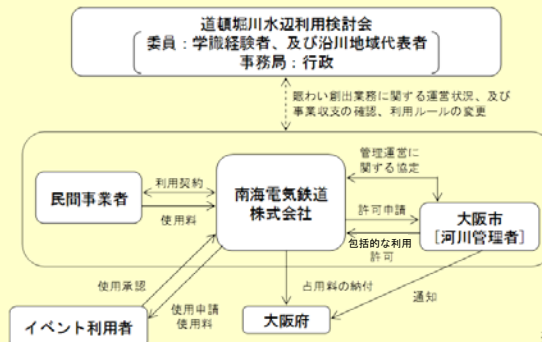 道頓堀川水辺利用検討会
委員：学識経験者、及び沿川地域代表者
事務局：行政
賑わい創出業務に関する運営状況、及び
事業収支の確認、利用ルールの変更
管理運営に
関する協定
民間事業者
利用契約
使用料
南海電気鉄道
株式会社
許可申請
包括的な利用
許可
大阪市
［河川管理者］
使用承認
使用申請
使用料
占用料の納付
通知
イベント利用者
大阪府